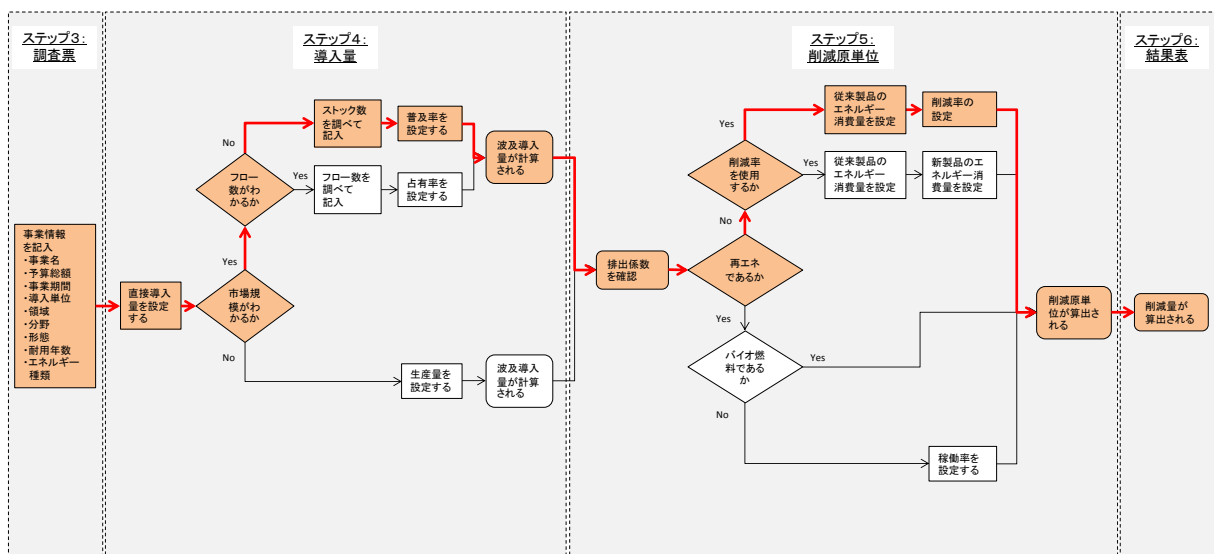 ステップ3：
調査票
事業情報
を記入
・事業名
・予算総額
・事業期間
・導入単位
・領域
・分野
・形態
・耐用年数
・エネルギー
種類
ステップ4：
導入量
直接導入
量を設定
する
市場規
模がわ
かるか
Yes
No
フロー
数がわ
かるか
No
Yes
ストック数
を調べて
記入
普及率を
設定する
フロー数を
調べて
記入
占有率を
設定する
波及導入
量が計算
される
生産量を
設定する
波及導入
量が計算
される
ステップ5：
削減原単位
排出係数
を確認
再エネ
であるか
No
Yes
削減率
を使用
するか
Yes
Yes
従来製品の
エネルギー
消費量を設定
削減率の
設定
従来製品の
エネルギー
消費量を設定
新製品のエ
ネルギー消
費量を設定
バイオ燃
料である
か
Yes
No
稼働率を
設定する
削減原単
位が算出さ
れる
ステップ6：
結果表
削減量が
算出される